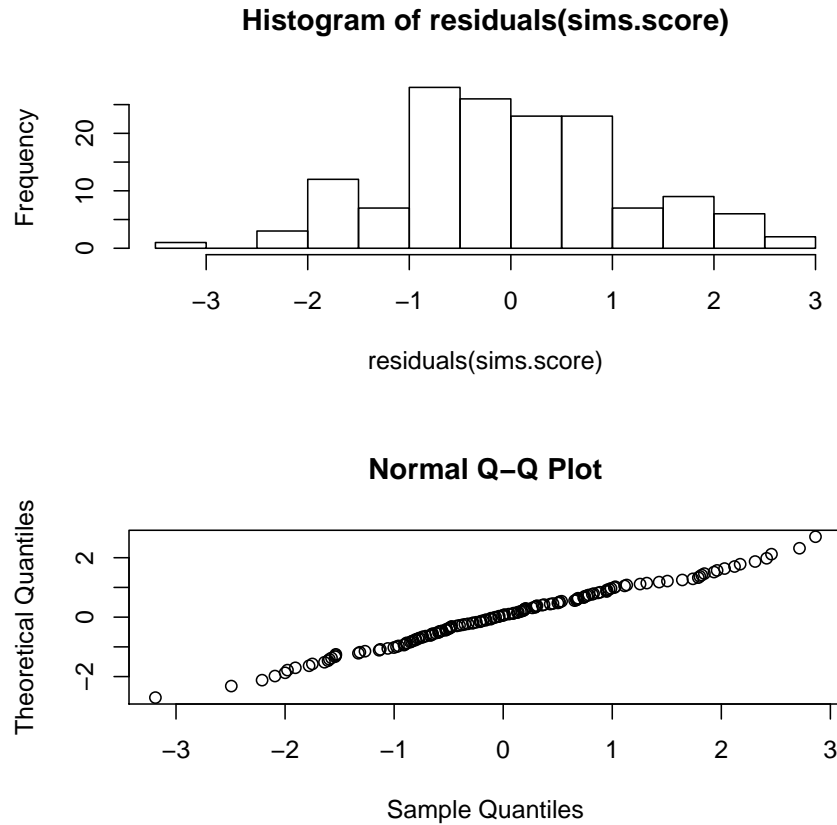 Histogram of residuals(sims.score)
Frequency
20
10
0
−3 −2 −1 0 1 2 3
residuals(sims.score)
Normal Q−Q Plot
Theoretical Quantiles
2
0
−2
−3 −2 −1 0 1 2 3
Sample Quantiles